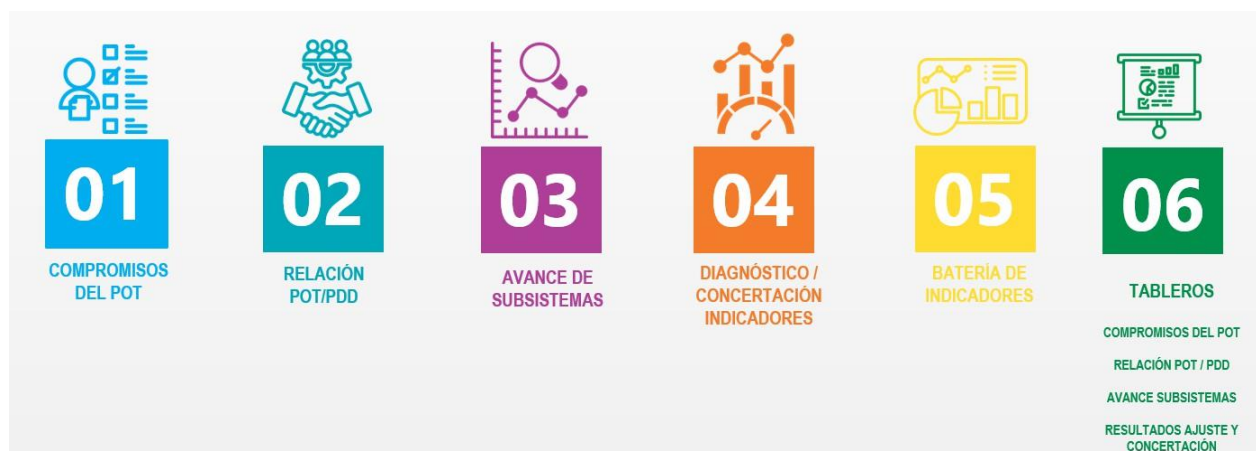 01
COMPROMISOS
DEL POT
02
RELACIÓN
POT/PDD
03
AVANCE DE
SUBSISTEMAS
04
DIAGNÓSTICO /
CONCERTACIÓN
INDICADORES
05
BATERÍA DE
INDICADORES
06
TABLEROS
COMPROMISOS DEL POT
RELACIÓN POT / PDD
AVANCE SUBSISTEMAS
RESULTADOS AJUSTE Y
CONCERTACIÓN